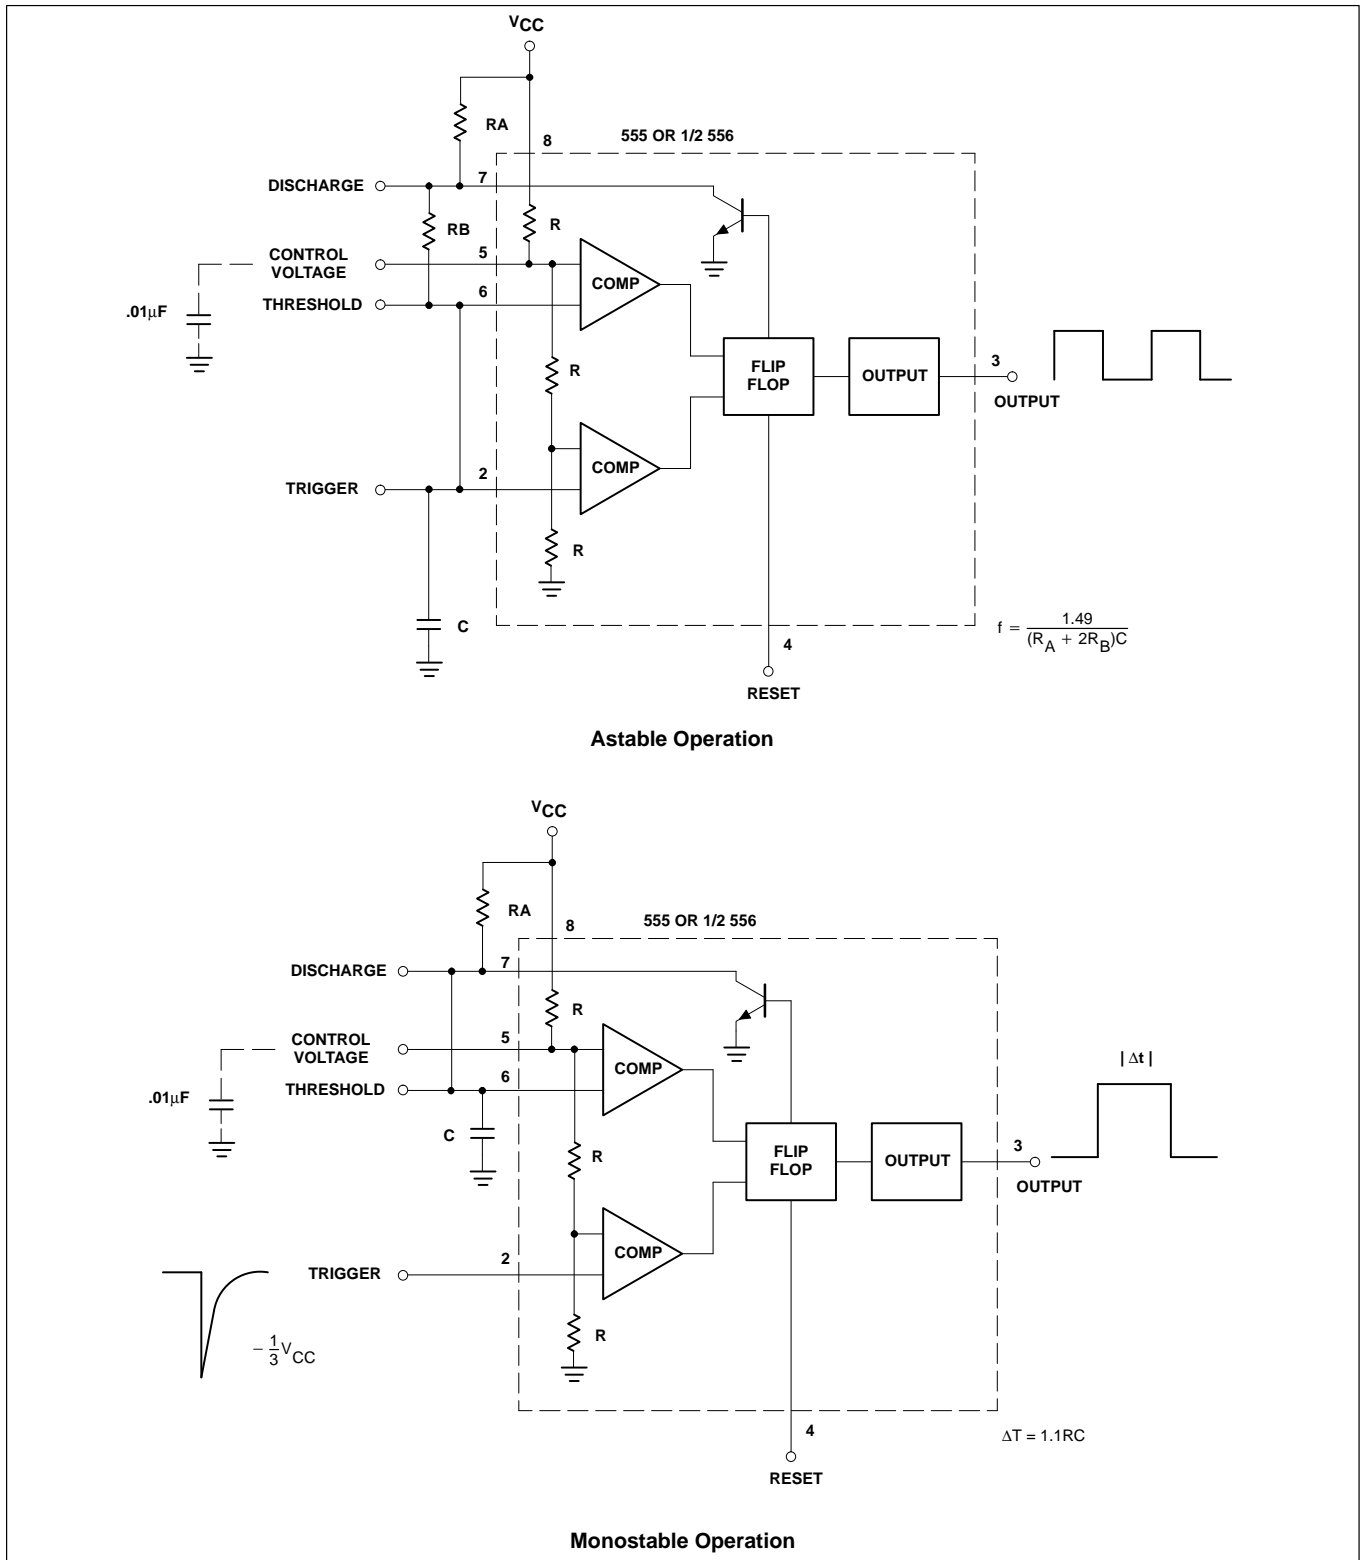 VCC
RA
8
555 OR 1/2 556
DISCHARGE
7
RB
R
CONTROL
VOLTAGE
5
COMP
.01μF
THRESHOLD
6
R
FLIP
FLOP
OUTPUT
3
OUTPUT
TRIGGER
2
COMP
R
C
f = 1.49
(RA + 2RB)C
4
RESET
Astable Operation
VCC
RA
8
555 OR 1/2 556
DISCHARGE
7
R
CONTROL
VOLTAGE
5
COMP
| Δt |
.01μF
THRESHOLD
6
C
R
FLIP
FLOP
OUTPUT
3
OUTPUT
TRIGGER
2
COMP
R
− 1/3 VCC
4
ΔT = 1.1RC
RESET
Monostable Operation